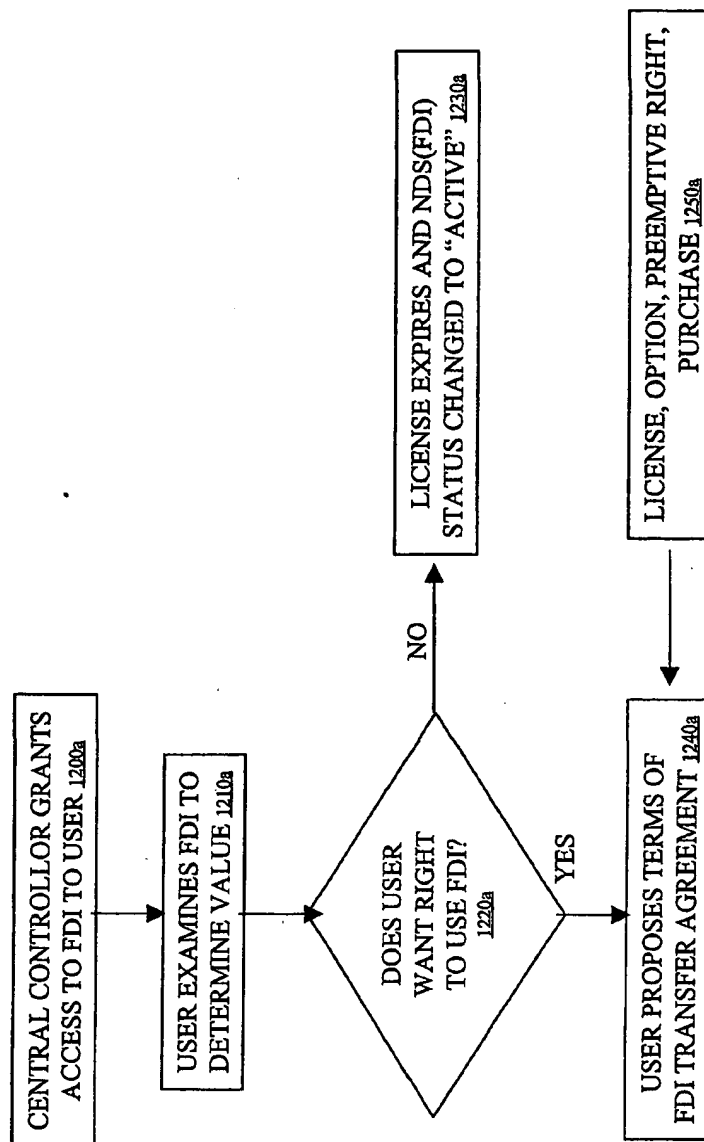 CENTRAL CONTROLLOR GRANTS
ACCESS TO FDI TO USER 1200a
USER EXAMINES FDI TO
DETERMINE VALUE 1210a
DOES USER
WANT RIGHT
TO USE FDI?
1220a
NO
LICENSE EXPIRES AND NDS(FDI)
STATUS CHANGED TO “ACTIVE” 1230a
YES
USER PROPOSES TERMS OF
FDI TRANSFER AGREEMENT 1240a
LICENSE, OPTION, PREEMPTIVE RIGHT,
PURCHASE 1250a